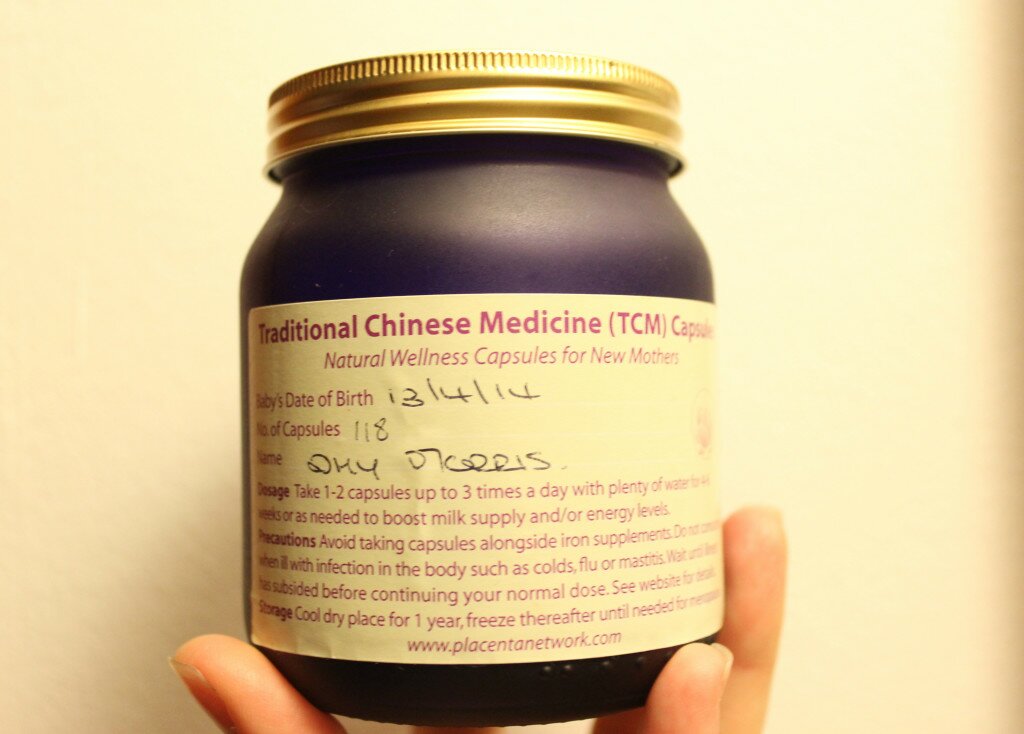 Traditional Chinese Medicine (TCM) Capsules
Natural Wellness Capsules for New Mothers
Baby's Date of Birth 13/4/14
No. of Capsules 118
Name Amy Morris.
Dosage Take 1-2 capsules up to 3 times a day with plenty of water for
weeks or as needed to boost milk supply and/or energy levels.
Precautions Avoid taking capsules alongside iron supplements. Do not
when ill with infection in the body such as colds, flu or mastitis. Wait until
has subsided before continuing your normal dose. See website for details.
Storage Cool dry place for 1 year, freeze thereafter until needed for
www.placentanetwork.com